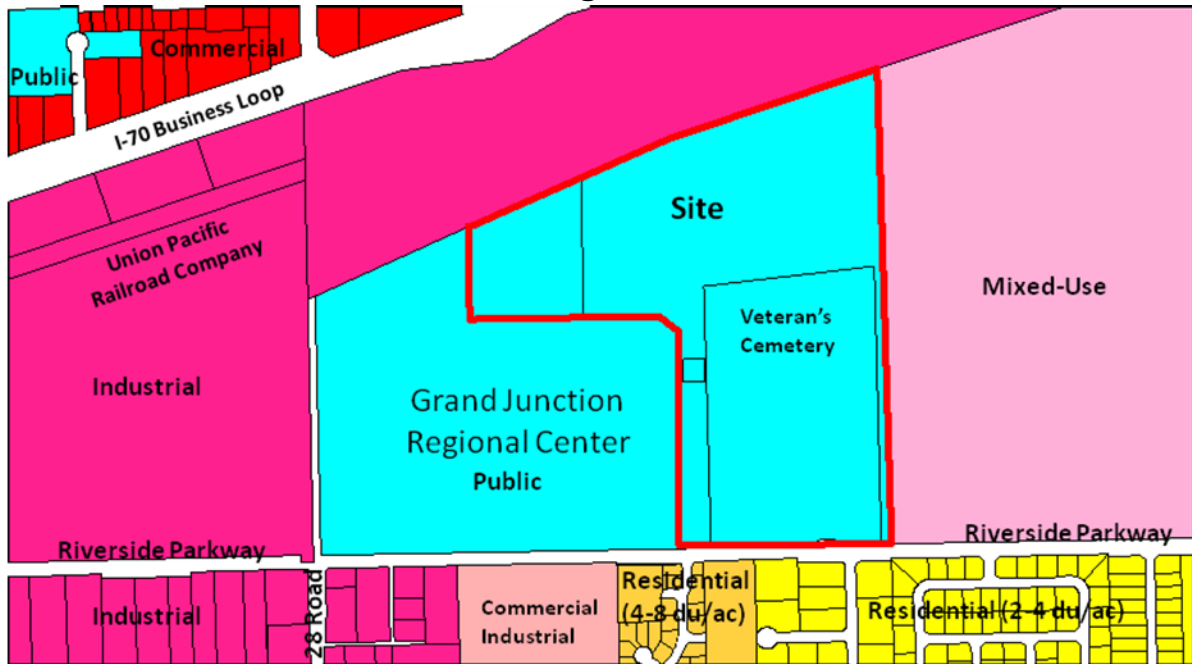 Commercial
Public
I-70 Business Loop
Site
Union Pacific
Railroad Company
Mixed-Use
Veteran's
Cemetery
Industrial
Grand Junction
Regional Center
Public
Riverside Parkway
Riverside Parkway
28 Road
Industrial
Commercial
Industrial
Residential
(4-8 du/ac)
Residential (2-4 du/ac)